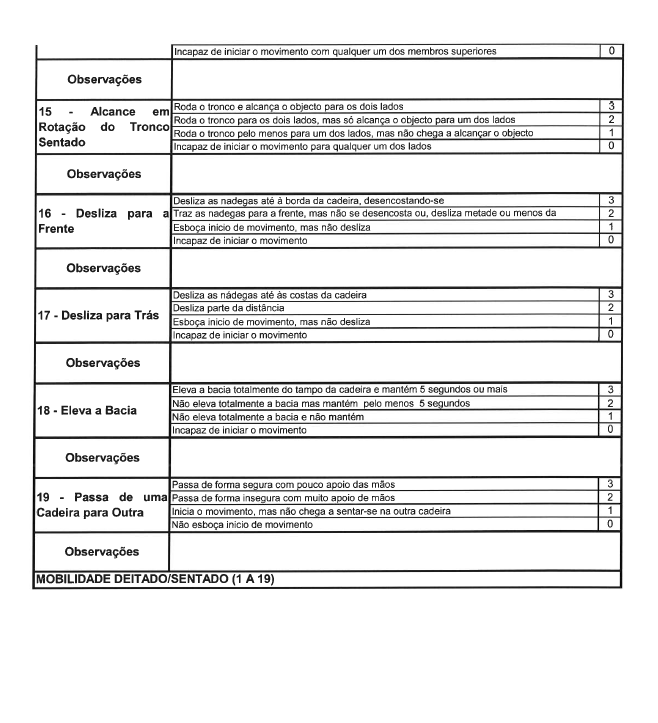 Incapaz de iniciar o movimento com qualquer um dos membros superiores 0
Observações
15 - Alcance em Rotação do Tronco Sentado
Roda o tronco e alcança o objecto para os dois lados 3
Roda o tronco para os dois lados, mas só alcança o objecto para um dos lados 2
Roda o tronco pelo menos para um dos lados, mas não chega a alcançar o objecto 1
Incapaz de iniciar o movimento para qualquer um dos lados 0
Observações
16 - Desliza para a Frente
Desliza as nadegas até à borda da cadeira, desencostando-se 3
Traz as nadegas para a frente, mas não se desencosta ou, desliza metade ou menos da 2
Esboça inicio de movimento, mas não desliza 1
Incapaz de iniciar o movimento 0
Observações
17 - Desliza para Trás
Desliza as nádegas até às costas da cadeira 3
Desliza parte da distância 2
Esboça inicio de movimento, mas não desliza 1
Incapaz de iniciar o movimento 0
Observações
18 - Eleva a Bacia
Eleva a bacia totalmente do tampo da cadeira e mantém 5 segundos ou mais 3
Não eleva totalmente a bacia mas mantém pelo menos 5 segundos 2
Não eleva totalmente a bacia e não mantém 1
Incapaz de iniciar o movimento 0
Observações
19 - Passa de uma Cadeira para Outra
Passa de forma segura com pouco apoio das mãos 3
Passa de forma insegura com muito apoio de mãos 2
Inicia o movimento, mas não chega a sentar-se na outra cadeira 1
Não esboça inicio de movimento 0
Observações
MOBILIDADE DEITADO/SENTADO (1 A 19)